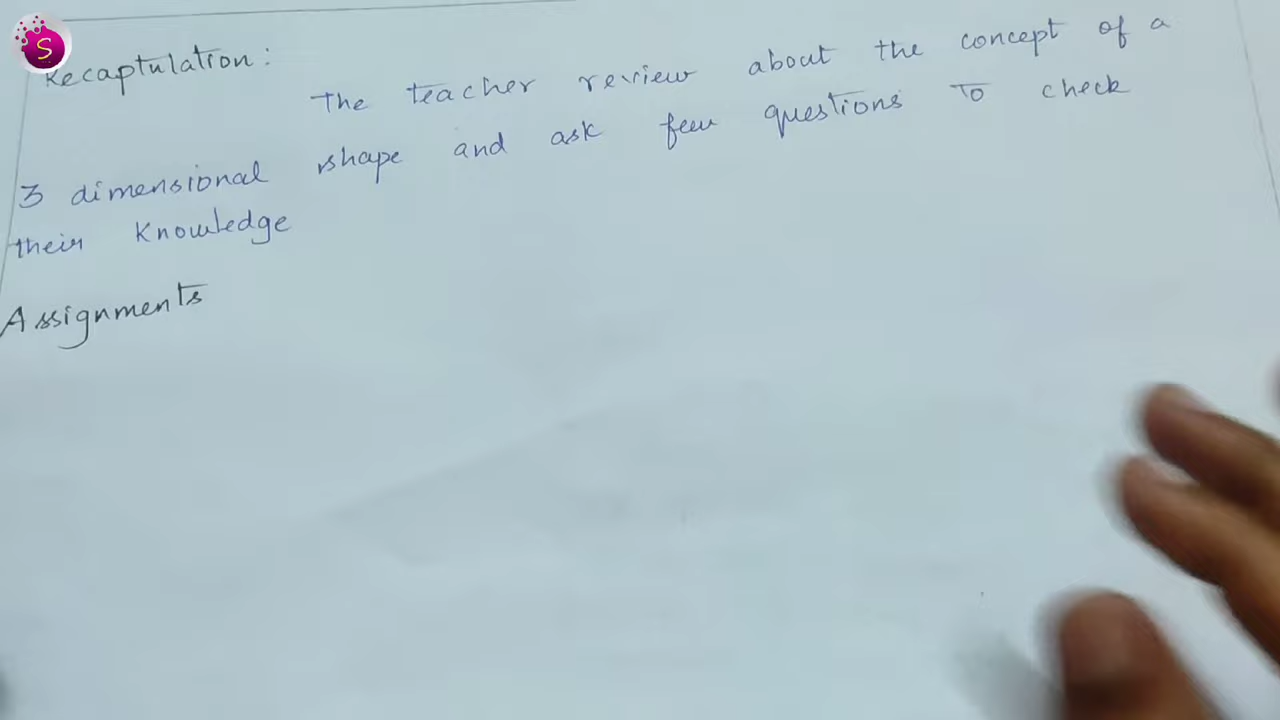 S
Recaptulation :
The teacher review about the concept of a
3 dimensional shape and ask few questions To check
their knowledge
Assignments